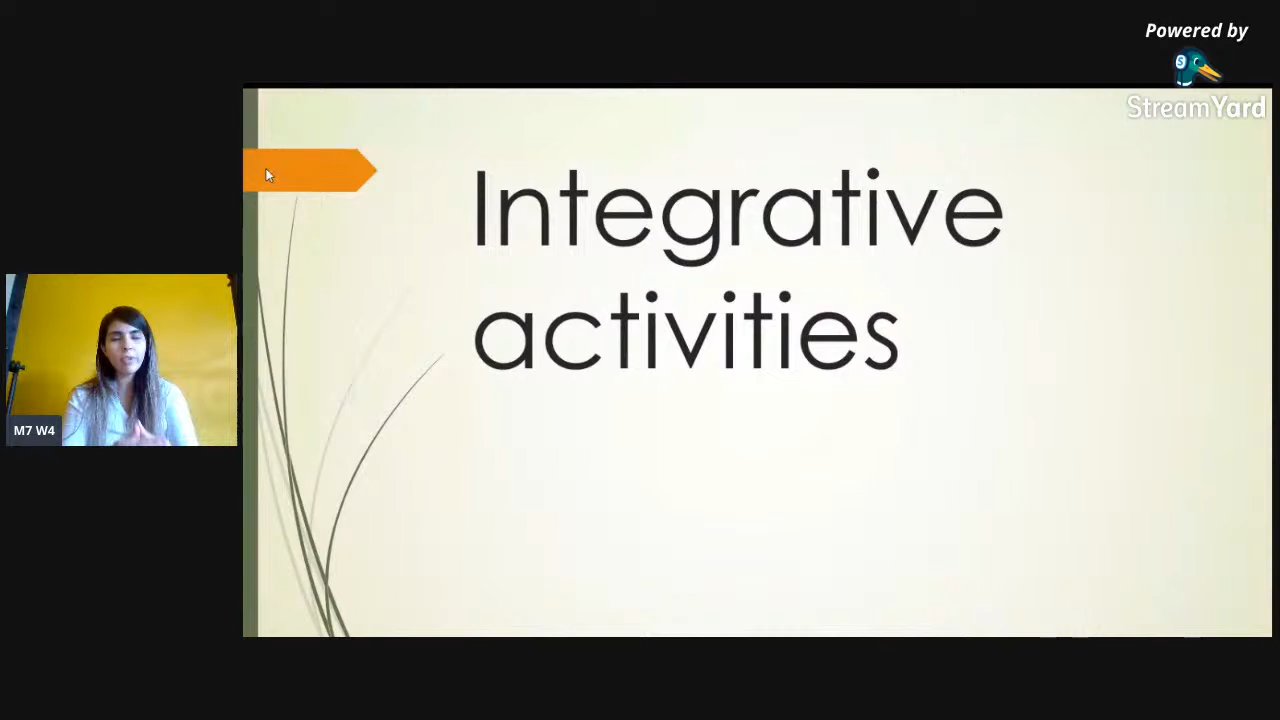 Powered by
StreamYard
Integrative
activities
M7 W4